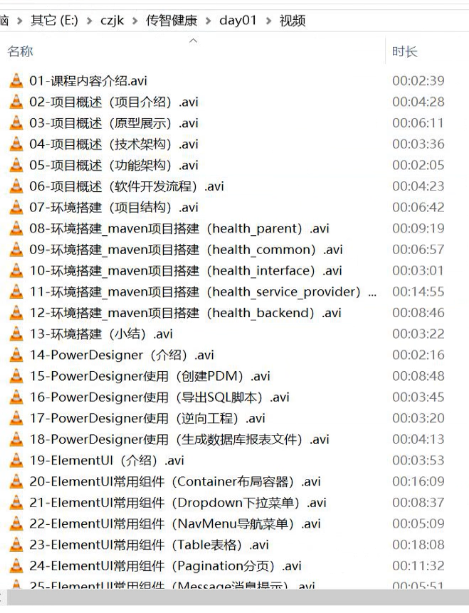 脑 › 其它 (E:) › czjk › 传智健康 › day01 › 视频
名称 时长
01-课程内容介绍.avi 00:02:39
02-项目概述（项目介绍）.avi 00:04:28
03-项目概述（原型展示）.avi 00:06:11
04-项目概述（技术架构）.avi 00:03:36
05-项目概述（功能架构）.avi 00:02:05
06-项目概述（软件开发流程）.avi 00:04:23
07-环境搭建（项目结构）.avi 00:06:42
08-环境搭建_maven项目搭建（health_parent）.avi 00:09:19
09-环境搭建_maven项目搭建（health_common）.avi 00:06:57
10-环境搭建_maven项目搭建（health_interface）.avi 00:03:01
11-环境搭建_maven项目搭建（health_service_provider）... 00:14:55
12-环境搭建_maven项目搭建（health_backend）.avi 00:08:46
13-环境搭建（小结）.avi 00:03:22
14-PowerDesigner（介绍）.avi 00:02:16
15-PowerDesigner使用（创建PDM）.avi 00:08:48
16-PowerDesigner使用（导出SQL脚本）.avi 00:03:45
17-PowerDesigner使用（逆向工程）.avi 00:03:20
18-PowerDesigner使用（生成数据库报表文件）.avi 00:04:13
19-ElementUI（介绍）.avi 00:03:53
20-ElementUI常用组件（Container布局容器）.avi 00:16:09
21-ElementUI常用组件（Dropdown下拉菜单）.avi 00:08:37
22-ElementUI常用组件（NavMenu导航菜单）.avi 00:05:09
23-ElementUI常用组件（Table表格）.avi 00:18:08
24-ElementUI常用组件（Pagination分页）.avi 00:11:32
25-ElementUI常用组件（Message消息提示）.avi 00:05:51